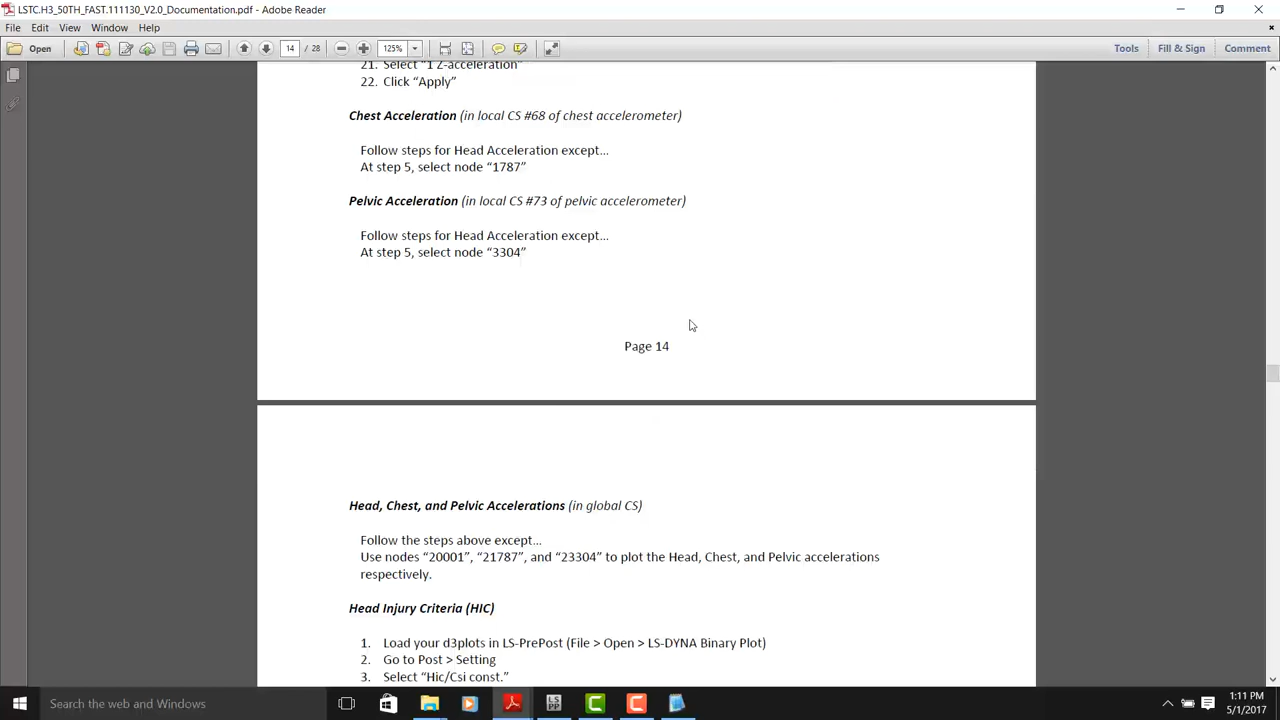 LSTC.H3_50TH_FAST.111130_V2.0_Documentation.pdf - Adobe Reader
File Edit View Window Help
Open 14 / 28 125% Tools Fill & Sign Comment
21. Select "1 Z-acceleration"
22. Click "Apply"
Chest Acceleration (in local CS #68 of chest accelerometer)
Follow steps for Head Acceleration except...
At step 5, select node "1787"
Pelvic Acceleration (in local CS #73 of pelvic accelerometer)
Follow steps for Head Acceleration except...
At step 5, select node "3304"
Page 14
Head, Chest, and Pelvic Accelerations (in global CS)
Follow the steps above except...
Use nodes "20001", "21787", and "23304" to plot the Head, Chest, and Pelvic accelerations
respectively.
Head Injury Criteria (HIC)
1. Load your d3plots in LS-PrePost (File > Open > LS-DYNA Binary Plot)
2. Go to Post > Setting
3. Select "Hic/Csi const."
Search the web and Windows
LS
PP
1:11 PM
5/1/2017